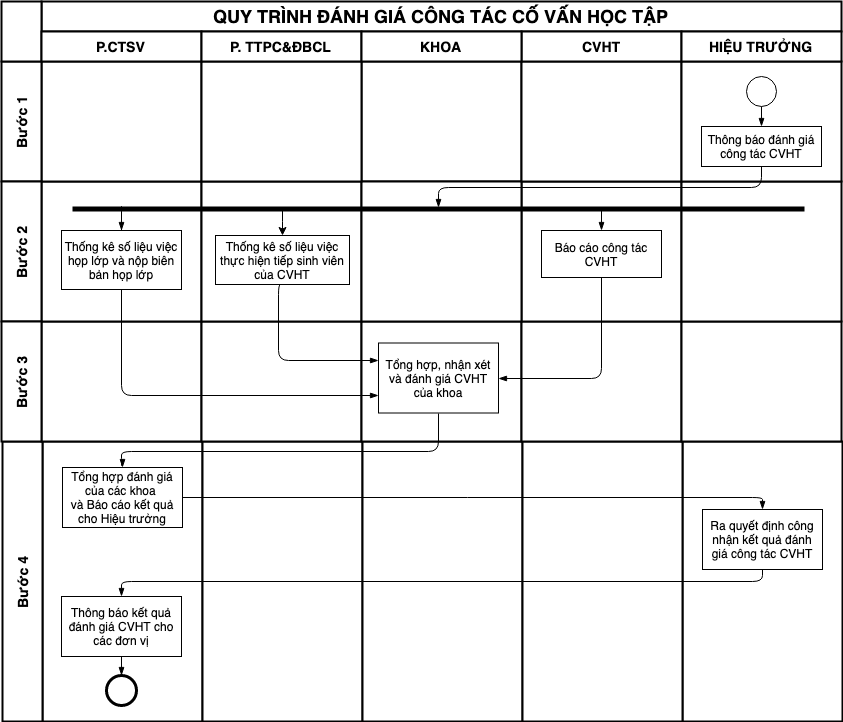 QUY TRÌNH ĐÁNH GIÁ CÔNG TÁC CỐ VẤN HỌC TẬP
P.CTSV
P. TTPC&ĐBCL
KHOA
CVHT
HIỆU TRƯỞNG
Bước 1
Thông báo đánh giá
công tác CVHT
Bước 2
Thống kê số liệu việc
họp lớp và nộp biên
bán họp lớp
Thống kê số liệu việc
thực hiện tiếp sinh viên
của CVHT
Báo cáo công tác
CVHT
Bước 3
Tổng hợp, nhận xét
và đánh giá CVHT
của khoa
Bước 4
Tổng hợp đánh giá
của các khoa
và Báo cáo kết quả
cho Hiệu trưởng
Ra quyết định công
nhận kết quả đánh
giá công tác CVHT
Thông báo kết quả
đánh giá CVHT cho
các đơn vị